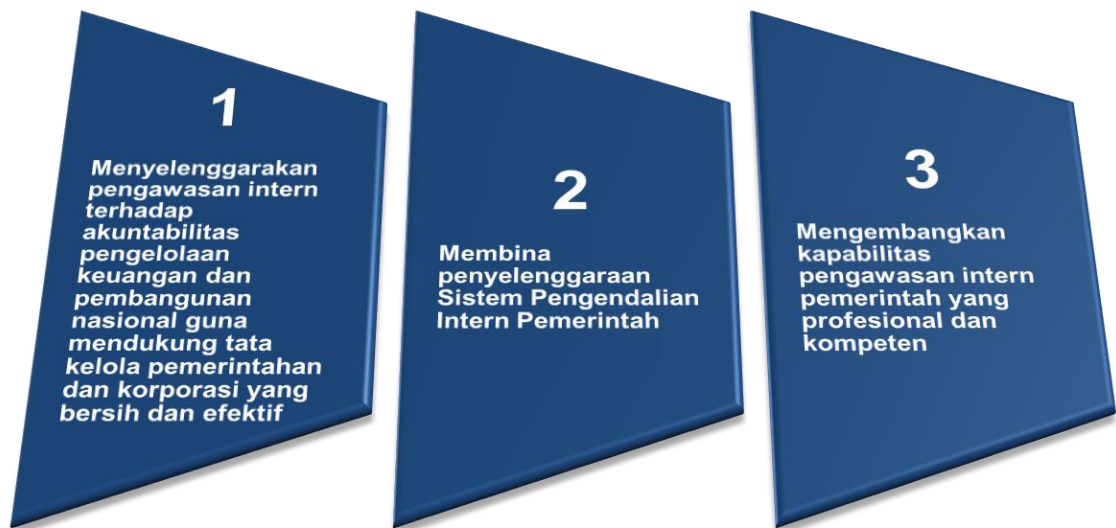 1
Menyelenggarakan
pengawasan intern
terhadap
akuntabilitas
pengelolaan
keuangan dan
pembangunan
nasional guna
mendukung tata
kelola pemerintahan
dan korporasi yang
bersih dan efektif
2
Membina
penyelenggaraan
Sistem Pengendalian
Intern Pemerintah
3
Mengembangkan
kapabilitas
pengawasan intern
pemerintah yang
profesional dan
kompeten